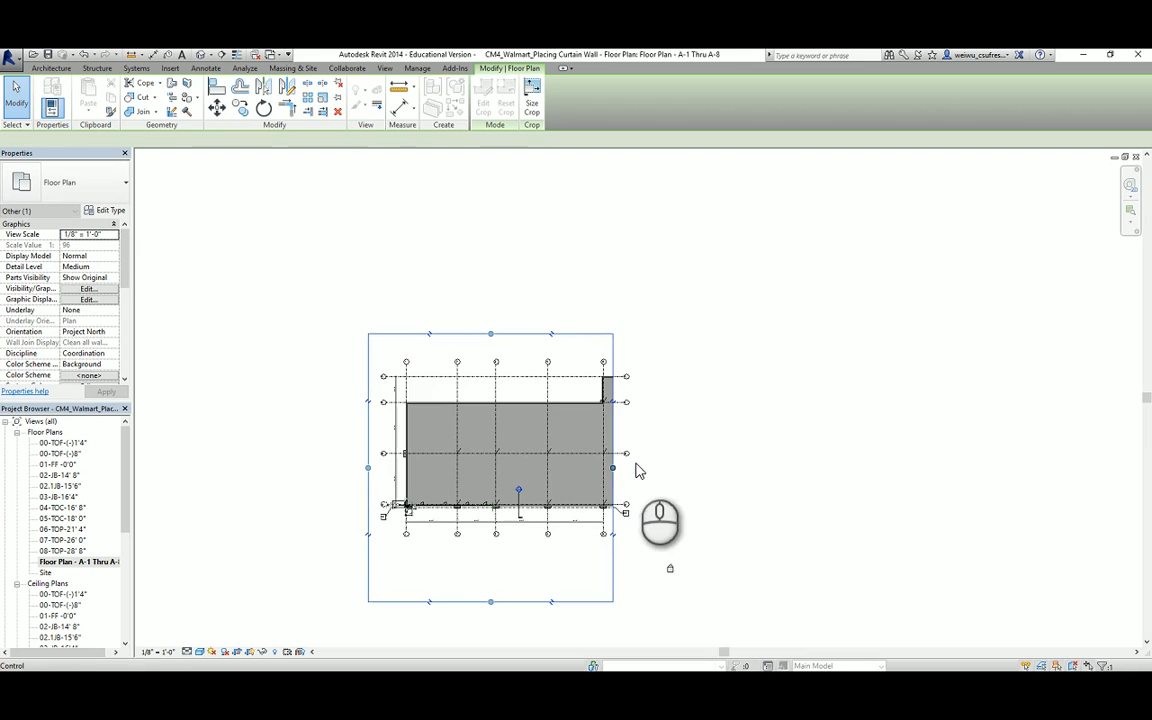 Autodesk Revit 2014 - Educational Version - CM4_Walmart_Placing Curtain Wall - Floor Plan: Floor Plan - A-1 Thru A-8
Type a keyword or phrase
weiwu_csufres...
Architecture Structure Systems Insert Annotate Analyze Massing & Site Collaborate View Manage Add-Ins Modify | Floor Plan
Modify
Properties
Paste
Cope
Cut
Join
Edit Crop
Reset Crop
Size Crop
Select Properties Clipboard Geometry Modify View Measure Create Mode Crop
Properties
Floor Plan
Other (1) Edit Type
Graphics
View Scale 1/8" = 1'-0"
Scale Value 1: 96
Display Model Normal
Detail Level Medium
Parts Visibility Show Original
Visibility/Grap... Edit...
Graphic Displa... Edit...
Underlay None
Underlay Orie... Plan
Orientation Project North
Wall Join Display Clean all wal...
Discipline Coordination
Color Scheme ... Background
Color Scheme <none>
Properties help Apply
Project Browser - CM4_Walmart_Plac...
Views (all)
Floor Plans
00-TOF-(-)1'4"
00-TOF-(-)8"
01-FF -0'0"
02-JB-14' 8"
02.1JB-15'6"
03-JB-16'4"
04-TOC-16' 8"
05-TOC-18' 0"
06-TOP-21' 4"
07-TOP-26' 0"
08-TOP-28' 8"
Floor Plan - A-1 Thru A-8
Site
Ceiling Plans
00-TOF-(-)1'4"
00-TOF-(-)8"
01-FF -0'0"
02-JB-14' 8"
02.1JB-15'6"
1/8" = 1'-0"
Control
:0
Main Model
:1